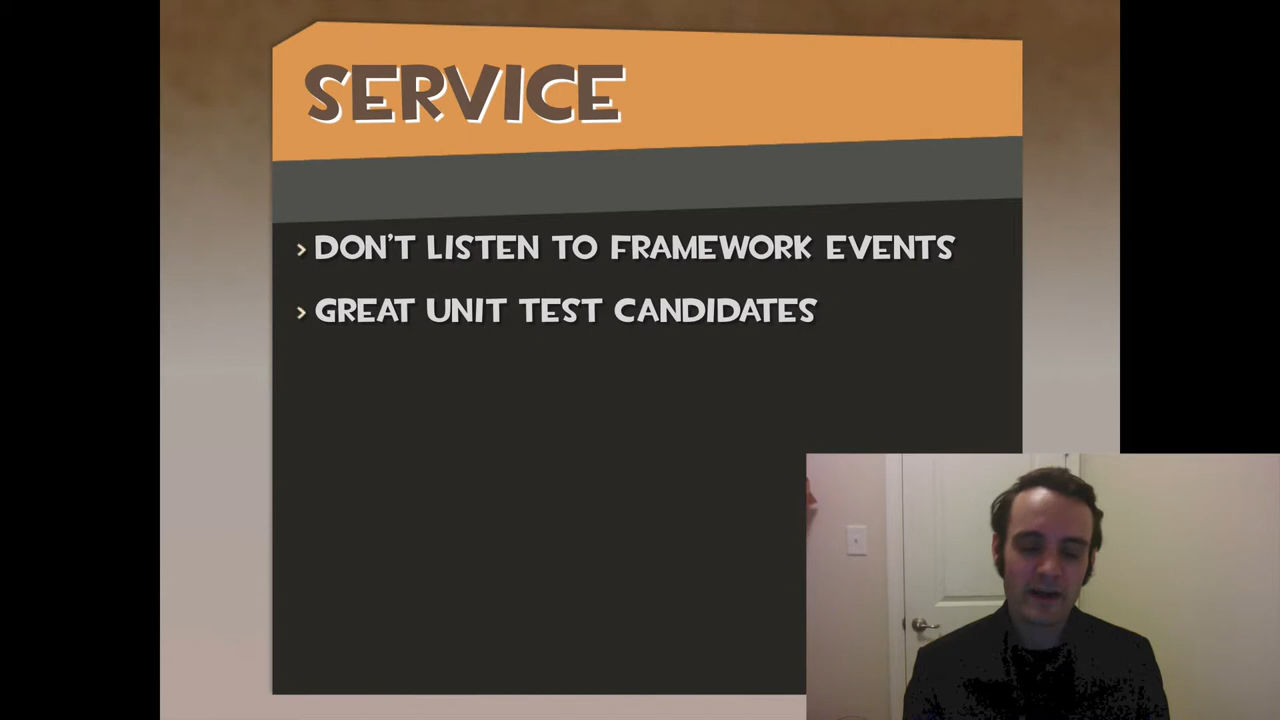 SERVICE
› DON'T LISTEN TO FRAMEWORK EVENTS
› GREAT UNIT TEST CANDIDATES